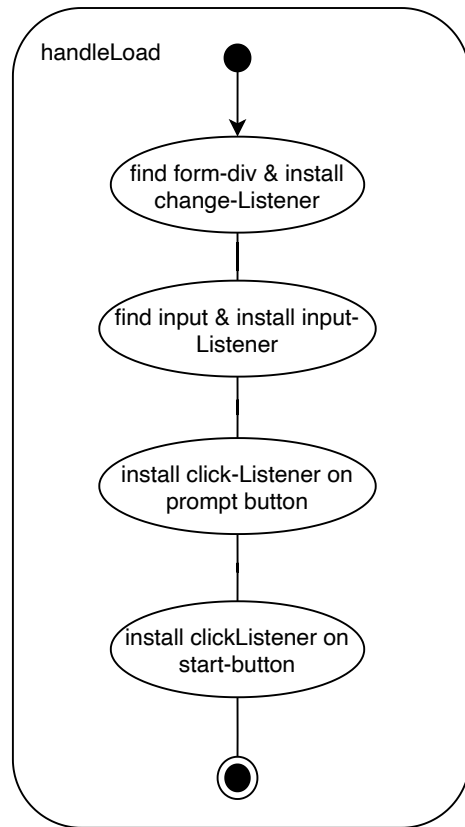 handleLoad
find form-div & install
change-Listener
find input & install input-
Listener
install click-Listener on
prompt button
install clickListener on
start-button